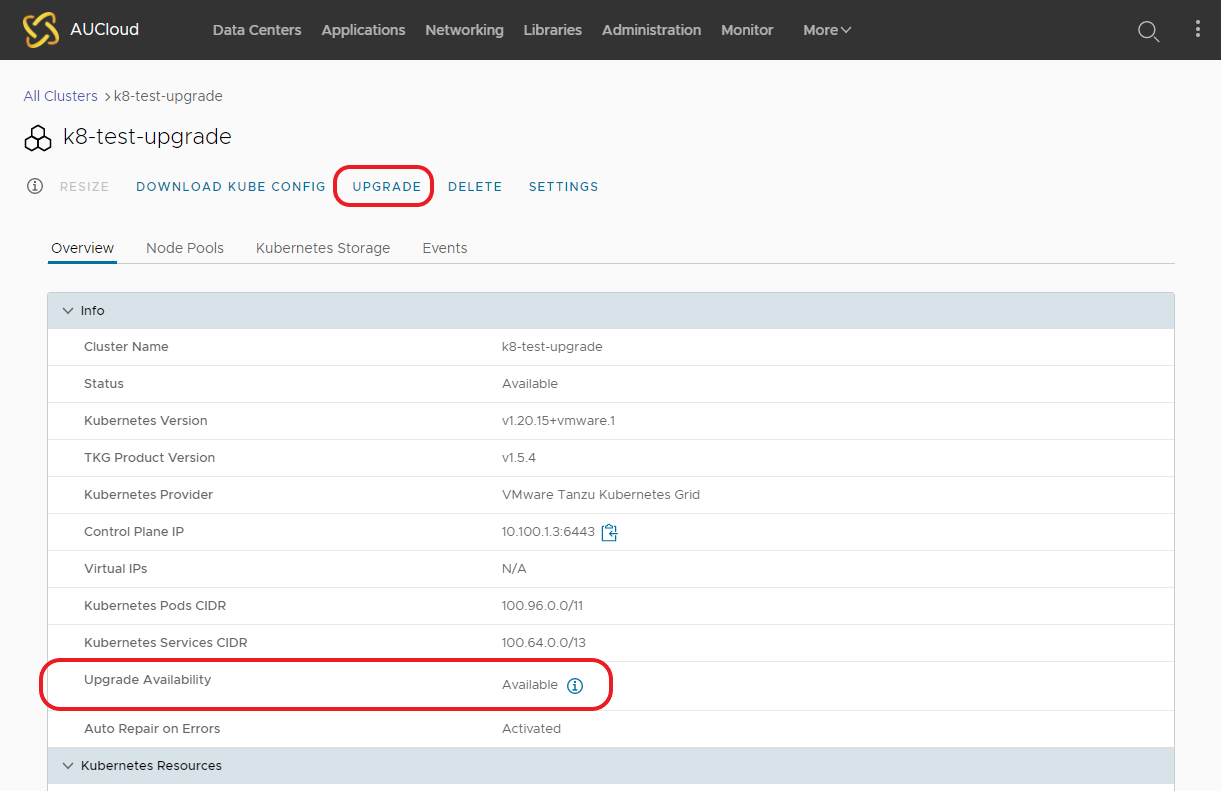 AUCloud Data Centers Applications Networking Libraries Administration Monitor More
All Clusters > k8-test-upgrade
k8-test-upgrade
RESIZE DOWNLOAD KUBE CONFIG UPGRADE DELETE SETTINGS
Overview Node Pools Kubernetes Storage Events
Info
Cluster Name k8-test-upgrade
Status Available
Kubernetes Version v1.20.15+vmware.1
TKG Product Version v1.5.4
Kubernetes Provider VMware Tanzu Kubernetes Grid
Control Plane IP 10.100.1.3:6443
Virtual IPs N/A
Kubernetes Pods CIDR 100.96.0.0/11
Kubernetes Services CIDR 100.64.0.0/13
Upgrade Availability Available
Auto Repair on Errors Activated
Kubernetes Resources